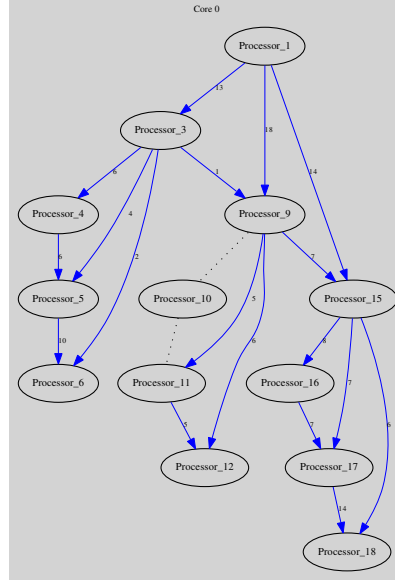 Core 0
Processor_1
13
18
14
Processor_3
6
1
4
2
Processor_4
Processor_9
6
7
5
6
Processor_5
Processor_10
Processor_15
10
8
7
6
Processor_6
Processor_11
Processor_16
5
7
Processor_12
Processor_17
14
Processor_18